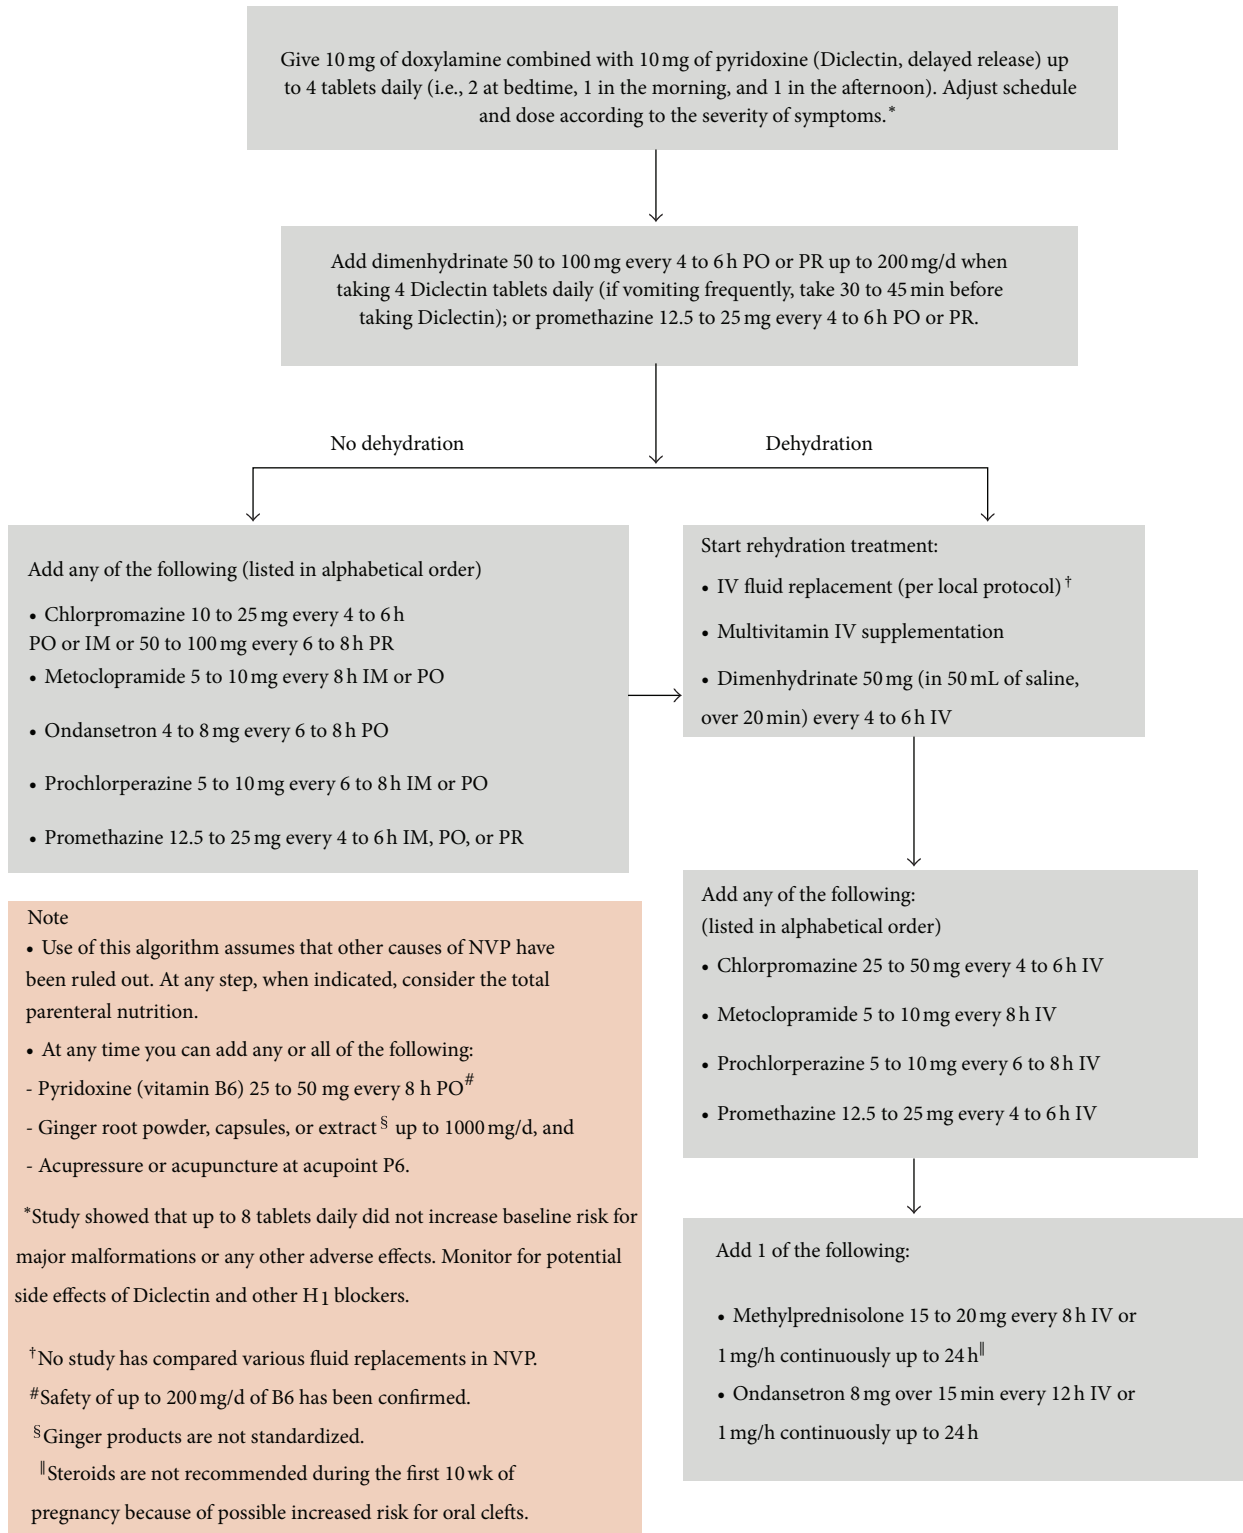 Give 10 mg of doxylamine combined with 10 mg of pyridoxine (Diclectin, delayed release) up
to 4 tablets daily (i.e., 2 at bedtime, 1 in the morning, and 1 in the afternoon). Adjust schedule
and dose according to the severity of symptoms.*
Add dimenhydrinate 50 to 100 mg every 4 to 6 h PO or PR up to 200 mg/d when
taking 4 Diclectin tablets daily (if vomiting frequently, take 30 to 45 min before
taking Diclectin); or promethazine 12.5 to 25 mg every 4 to 6 h PO or PR.
No dehydration
Dehydration
Add any of the following (listed in alphabetical order)
• Chlorpromazine 10 to 25 mg every 4 to 6 h
PO or IM or 50 to 100 mg every 6 to 8 h PR
• Metoclopramide 5 to 10 mg every 8 h IM or PO
• Ondansetron 4 to 8 mg every 6 to 8 h PO
• Prochlorperazine 5 to 10 mg every 6 to 8 h IM or PO
• Promethazine 12.5 to 25 mg every 4 to 6 h IM, PO, or PR
Start rehydration treatment:
• IV fluid replacement (per local protocol)†
• Multivitamin IV supplementation
• Dimenhydrinate 50 mg (in 50 mL of saline,
over 20 min) every 4 to 6 h IV
Add any of the following:
(listed in alphabetical order)
• Chlorpromazine 25 to 50 mg every 4 to 6 h IV
• Metoclopramide 5 to 10 mg every 8 h IV
• Prochlorperazine 5 to 10 mg every 6 to 8 h IV
• Promethazine 12.5 to 25 mg every 4 to 6 h IV
Add 1 of the following:
• Methylprednisolone 15 to 20 mg every 8 h IV or
1 mg/h continuously up to 24 h‖
• Ondansetron 8 mg over 15 min every 12 h IV or
1 mg/h continuously up to 24 h
Note
• Use of this algorithm assumes that other causes of NVP have
been ruled out. At any step, when indicated, consider the total
parenteral nutrition.
• At any time you can add any or all of the following:
- Pyridoxine (vitamin B6) 25 to 50 mg every 8 h PO#
- Ginger root powder, capsules, or extract§ up to 1000 mg/d, and
- Acupressure or acupuncture at acupoint P6.
*Study showed that up to 8 tablets daily did not increase baseline risk for
major malformations or any other adverse effects. Monitor for potential
side effects of Diclectin and other H1 blockers.
†No study has compared various fluid replacements in NVP.
#Safety of up to 200 mg/d of B6 has been confirmed.
§Ginger products are not standardized.
‖Steroids are not recommended during the first 10 wk of
pregnancy because of possible increased risk for oral clefts.